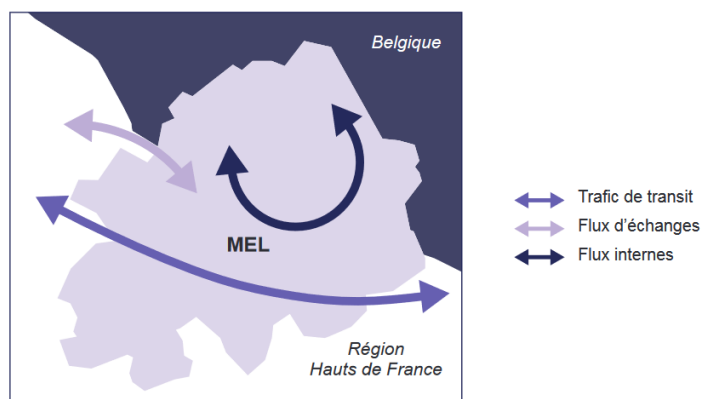 Belgique
MEL
Région
Hauts de France
Trafic de transit
Flux d'échanges
Flux internes